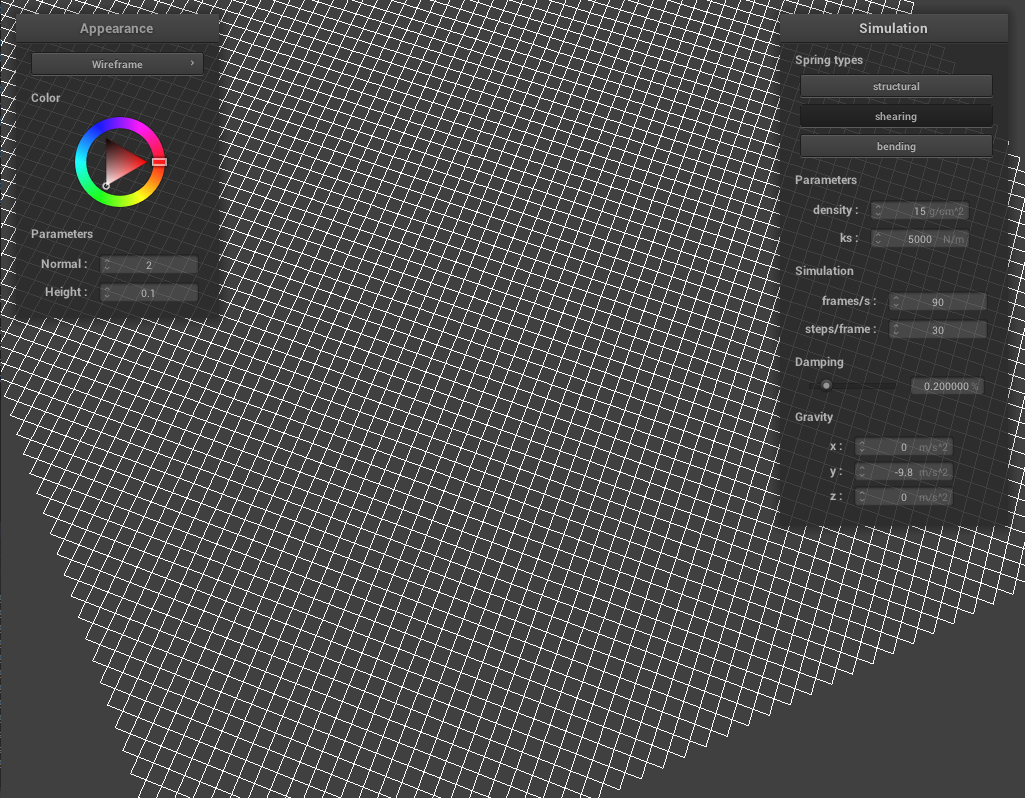 Appearance
Wireframe
Color
Parameters
Normal : 2
Height : 0.1
Simulation
Spring types
structural
shearing
bending
Parameters
density : 15 g/cm^2
ks : 5000 N/m
Simulation
frames/s : 90
steps/frame : 30
Damping
0.200000 %
Gravity
x : 0 m/s^2
y : -9.8 m/s^2
z : 0 m/s^2